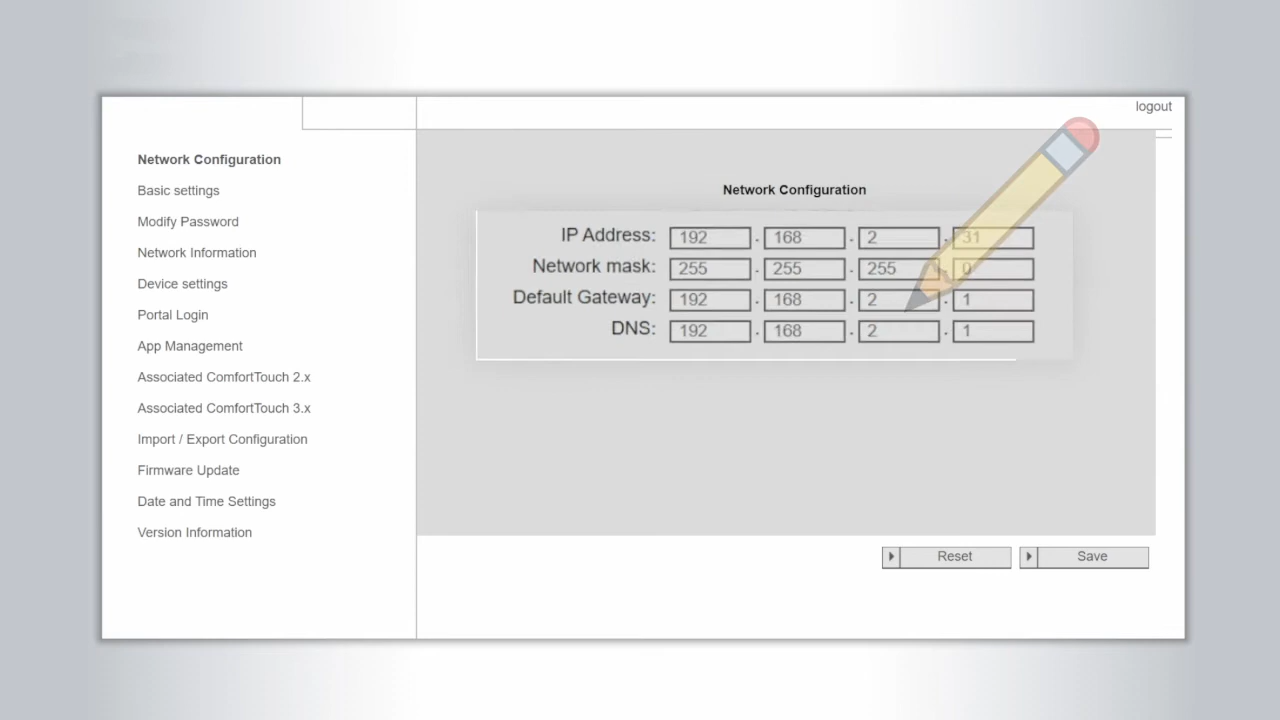 logout
Network Configuration
Basic settings
Modify Password
Network Information
Device settings
Portal Login
App Management
Associated ComfortTouch 2.x
Associated ComfortTouch 3.x
Import / Export Configuration
Firmware Update
Date and Time Settings
Version Information
Network Configuration
IP Address: 192 . 168 . 2 . 31
Network mask: 255 . 255 . 255 . 0
Default Gateway: 192 . 168 . 2 . 1
DNS: 192 . 168 . 2 . 1
Reset Save